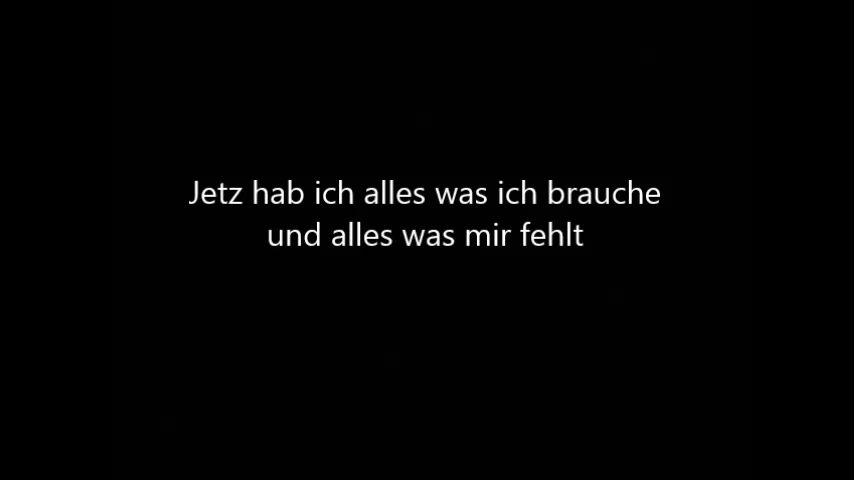 Jetz hab ich alles was ich brauche
und alles was mir fehlt